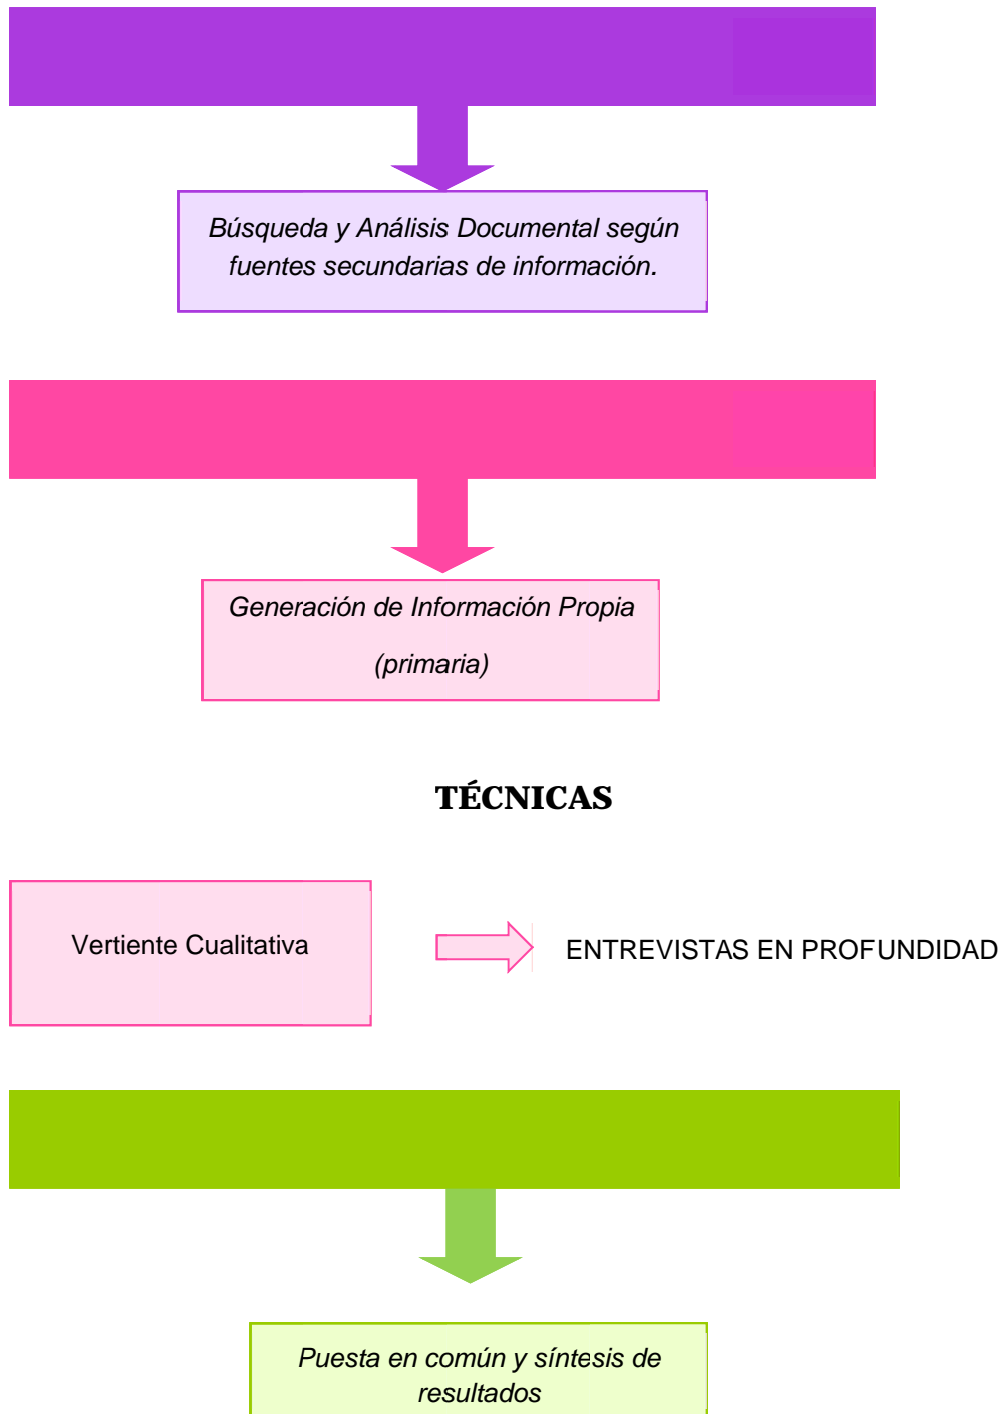 Búsqueda y Análisis Documental según
fuentes secundarias de información.
Generación de Información Propia
(primaria)
TÉCNICAS
Vertiente Cualitativa
ENTREVISTAS EN PROFUNDIDAD
Puesta en común y síntesis de
resultados